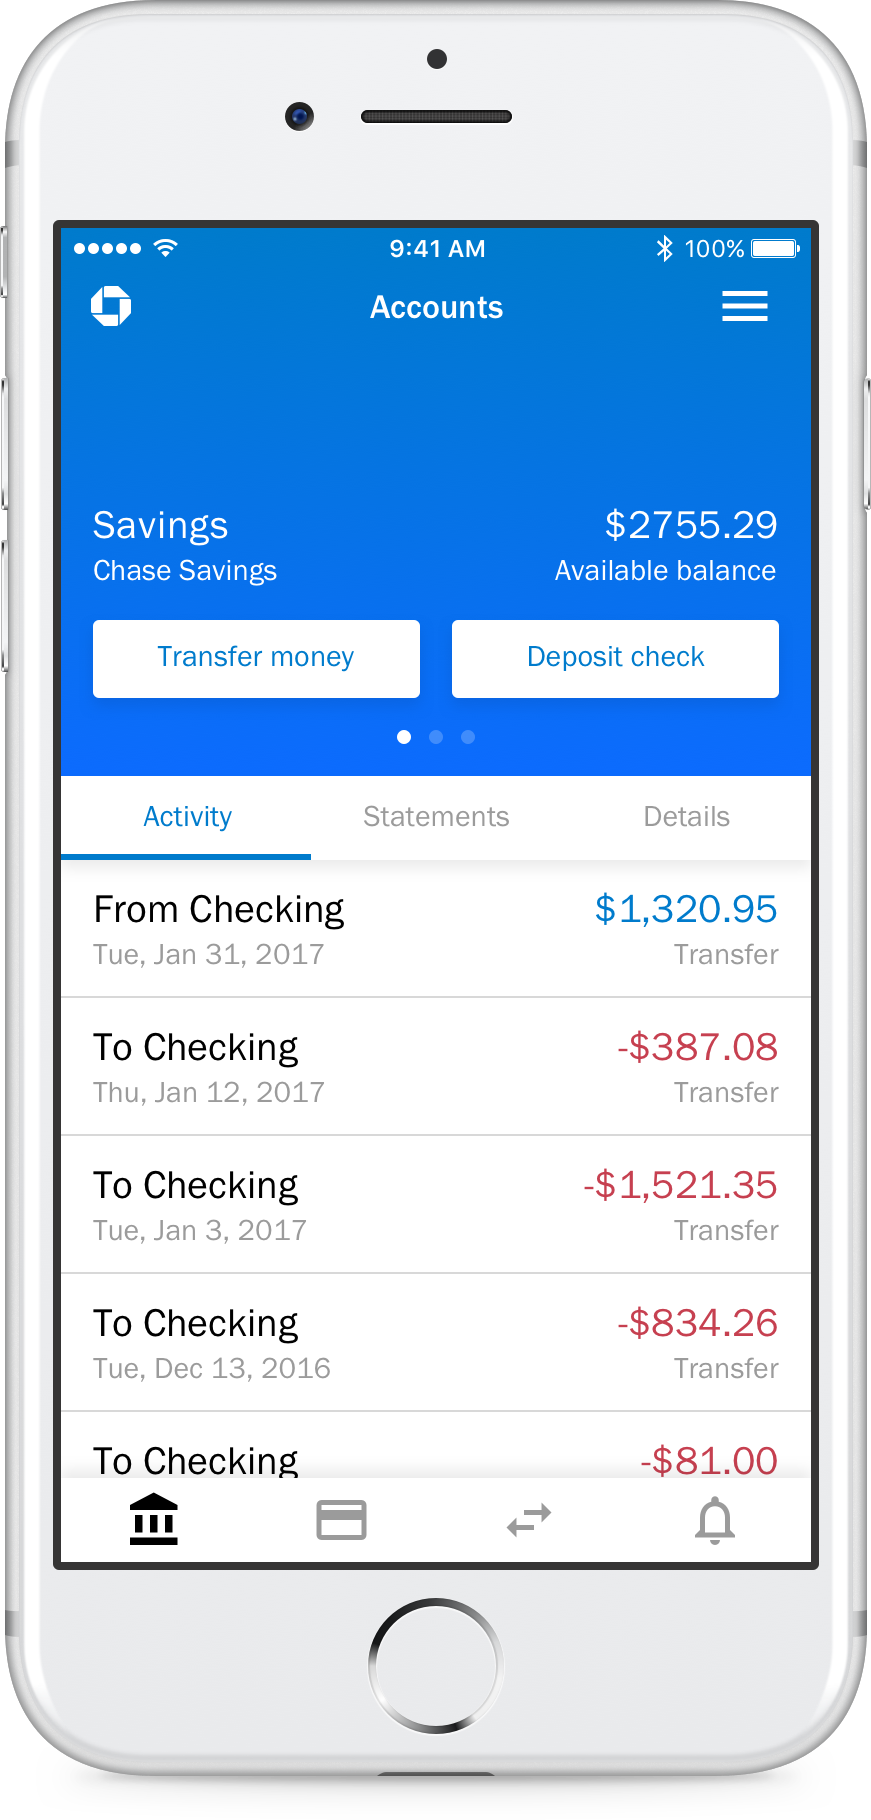 9:41 AM 100%
Accounts
Savings $2755.29
Chase Savings Available balance
Transfer money Deposit check
Activity Statements Details
From Checking $1,320.95
Tue, Jan 31, 2017 Transfer
To Checking -$387.08
Thu, Jan 12, 2017 Transfer
To Checking -$1,521.35
Tue, Jan 3, 2017 Transfer
To Checking -$834.26
Tue, Dec 13, 2016 Transfer
To Checking -$81.00